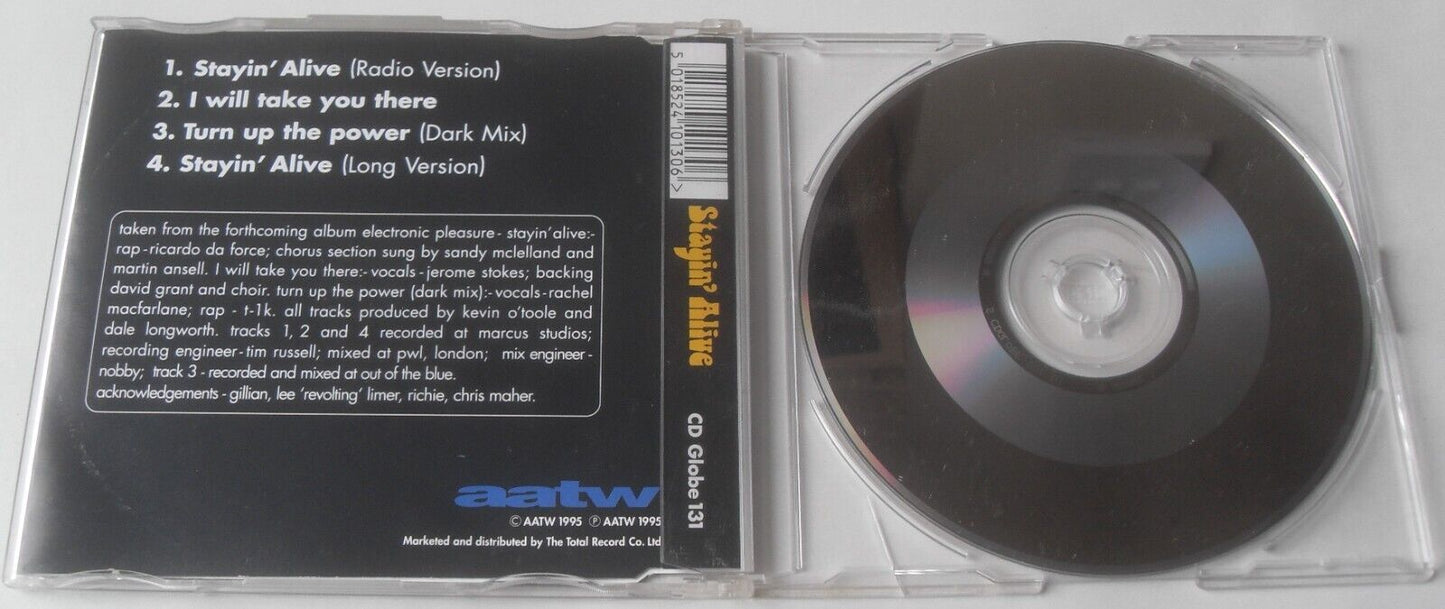 1. Stayin' Alive (Radio Version)
2. I will take you there
3. Turn up the power (Dark Mix)
4. Stayin' Alive (Long Version)
taken from the forthcoming album electronic pleasure - stayin' alive:-
rap - ricardo da force; chorus section sung by sandy mclelland and
martin ansell. I will take you there:- vocals - jerome stokes; backing
david grant and choir. turn up the power (dark mix):- vocals - rachel
macfarlane; rap - t-1k. all tracks produced by kevin o'toole and
dale longworth. tracks 1, 2 and 4 recorded at marcus studios;
recording engineer - tim russell; mixed at pwl, london; mix engineer -
nobby; track 3 - recorded and mixed at out of the blue.
acknowledgements - gillian, lee 'revolting' limer, richie, chris maher.
aatw
© AATW 1995 ℗ AATW 1995
Marketed and distributed by The Total Record Co. Ltd
5 018524 101306 >
Stayin' Alive
CD Globe 131